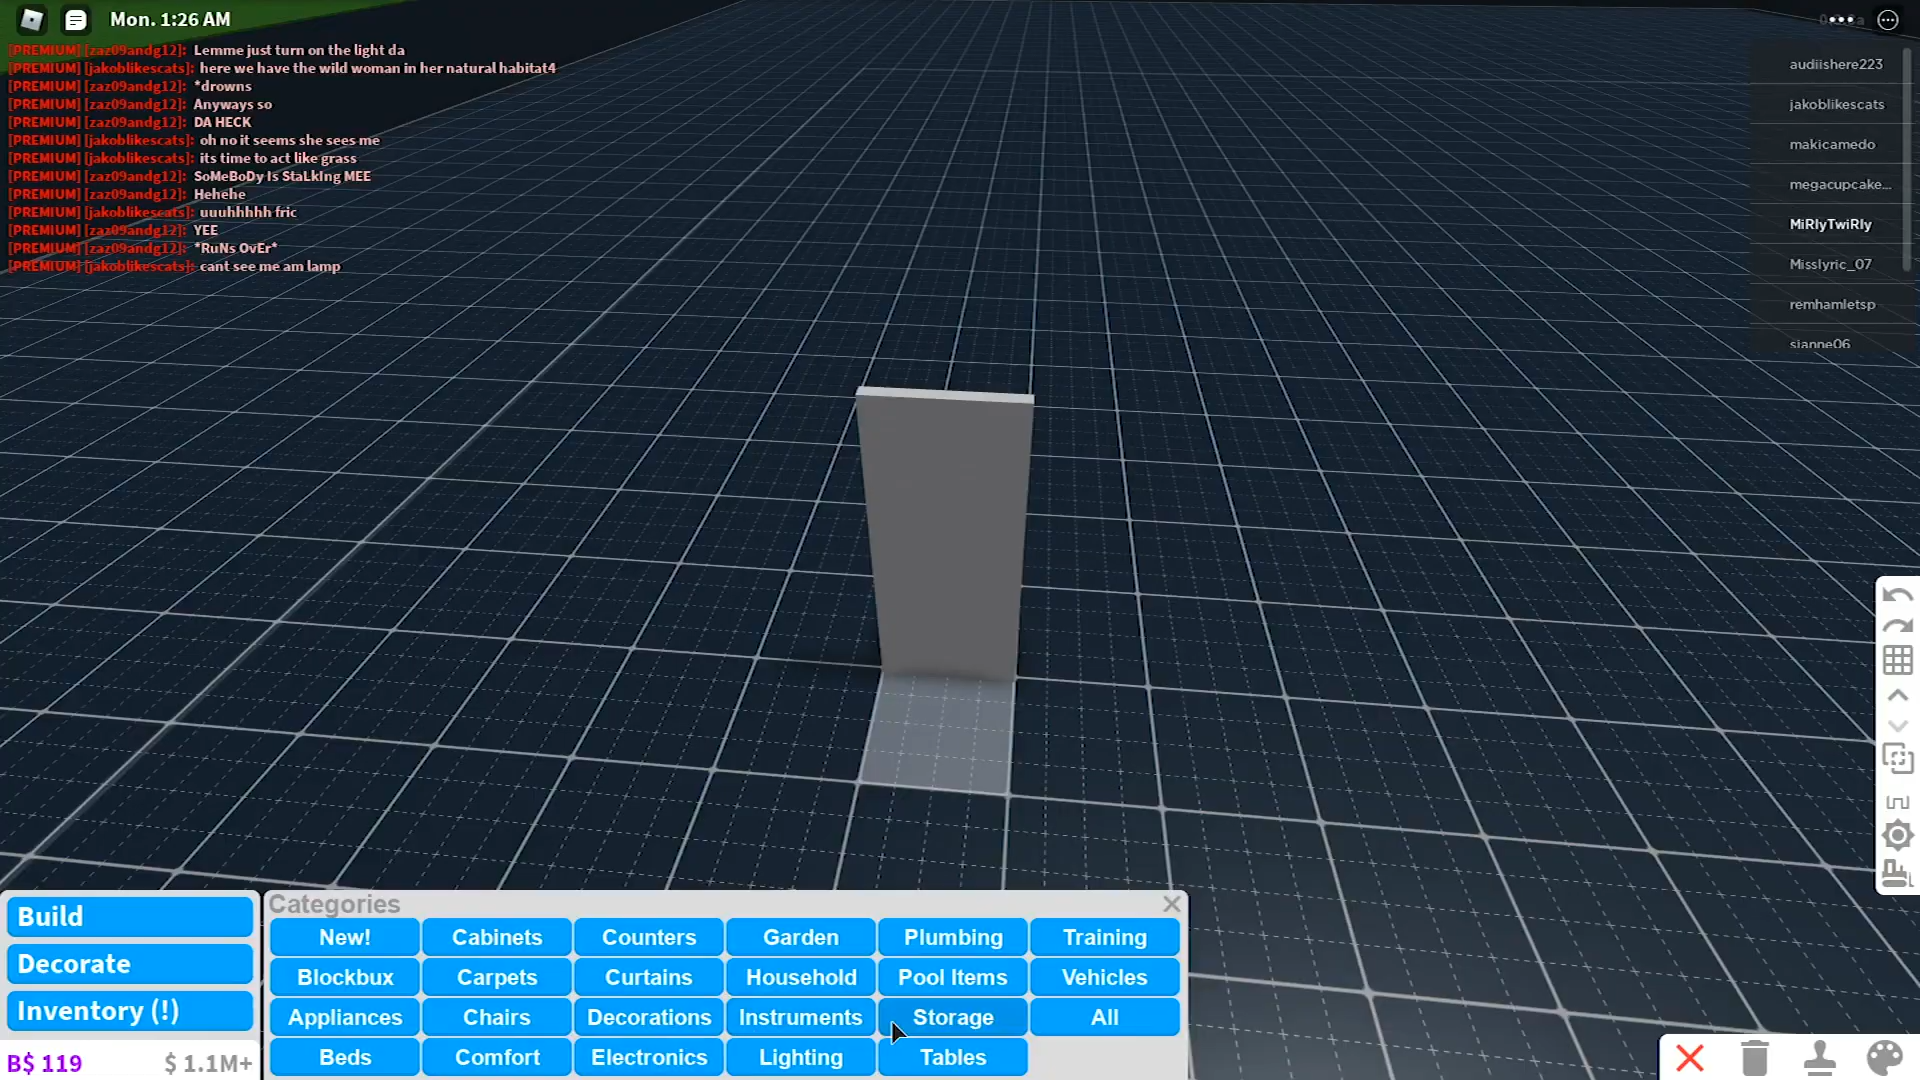 Mon. 1:26 AM
[PREMIUM] [zaz09andg12]: Lemme just turn on the light da
[PREMIUM] [jakoblikescats]: here we have the wild woman in her natural habitat4
[PREMIUM] [zaz09andg12]: *drowns
[PREMIUM] [zaz09andg12]: Anyways so
[PREMIUM] [zaz09andg12]: DA HECK
[PREMIUM] [jakoblikescats]: oh no it seems she sees me
[PREMIUM] [jakoblikescats]: its time to act like grass
[PREMIUM] [zaz09andg12]: SoMeBoDy Is StaLkIng MEE
[PREMIUM] [zaz09andg12]: Hehehe
[PREMIUM] [jakoblikescats]: uuuhhhhh fric
[PREMIUM] [zaz09andg12]: YEE
[PREMIUM] [zaz09andg12]: *RuNs OvEr*
[PREMIUM] [jakoblikescats]: cant see me am lamp
audiishere223
jakoblikescats
makicamedo
megacupcake...
MiRlyTwiRly
Misslyric_07
remhamletsp
sianne06
Build
Decorate
Inventory (!)
B$ 119 $ 1.1M+
Categories
New! Cabinets Counters Garden Plumbing Training
Blockbux Carpets Curtains Household Pool Items Vehicles
Appliances Chairs Decorations Instruments Storage All
Beds Comfort Electronics Lighting Tables